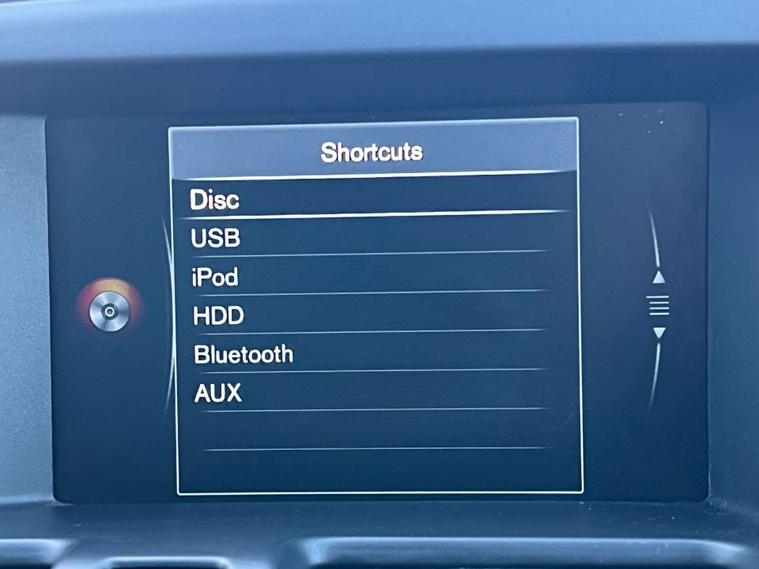 Shortcuts
Disc
USB
iPod
HDD
Bluetooth
AUX